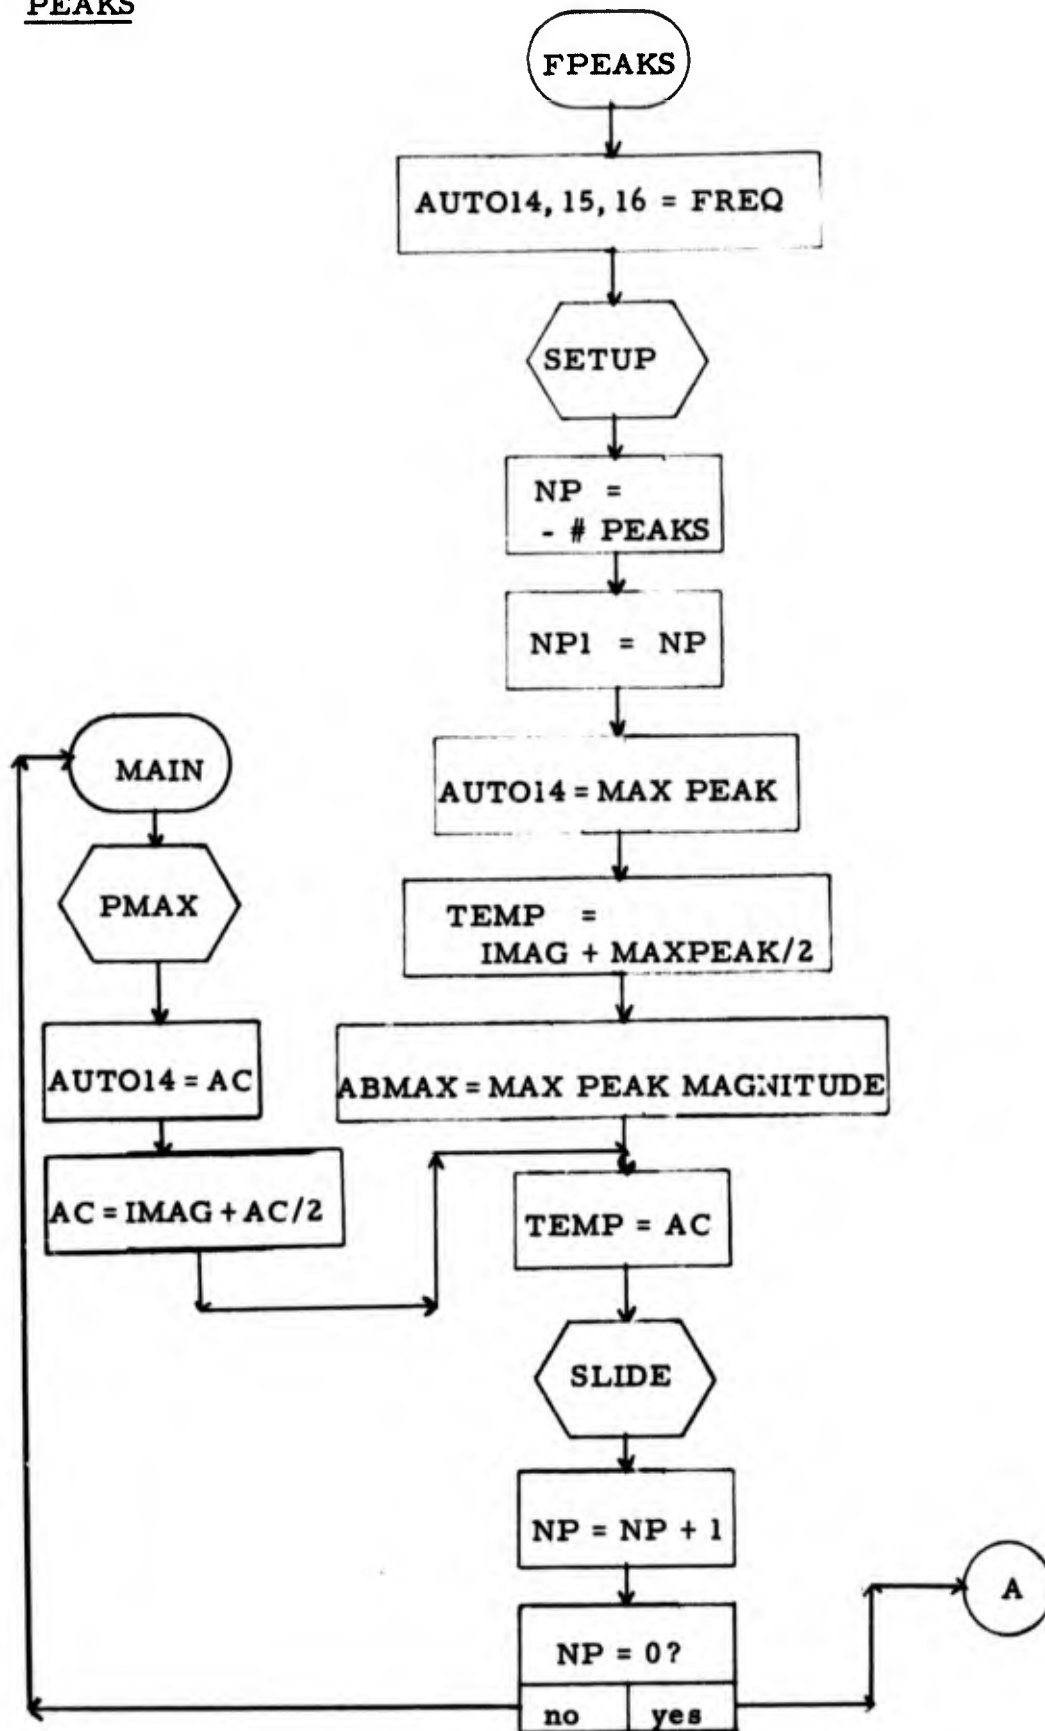 PEAKS
FPEAKS
AUTO14, 15, 16 = FREQ
SETUP
NP =
- # PEAKS
NP1 = NP
AUTO14 = MAX PEAK
TEMP =
IMAG + MAXPEAK/2
ABMAX = MAX PEAK MAGNITUDE
TEMP = AC
SLIDE
NP = NP + 1
NP = 0?
no
yes
A
MAIN
PMAX
AUTO14 = AC
AC = IMAG + AC/2